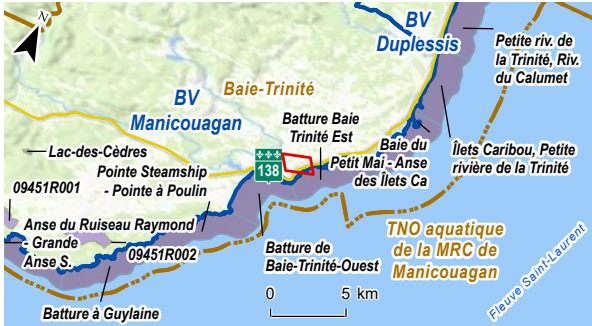 N
BV
Duplessis
Petite riv. de
la Trinité, Riv.
du Calumet
Baie-Trinité
BV
Manicouagan
Batture Baie
Trinité Est
Baie du
Petit Mai - Anse
des Îlets Ca
Îlets Caribou, Petite
rivière de la Trinité
Lac-des-Cèdres
138
Pointe Steamship
- Pointe à Poulin
09451R001
Anse du Ruiseau Raymond
- Grande
Anse S.
09451R002
Batture de
Baie-Trinité-Ouest
TNO aquatique
de la MRC de
Manicouagan
Batture à Guylaine
0 5 km
Fleuve Saint-Laurent